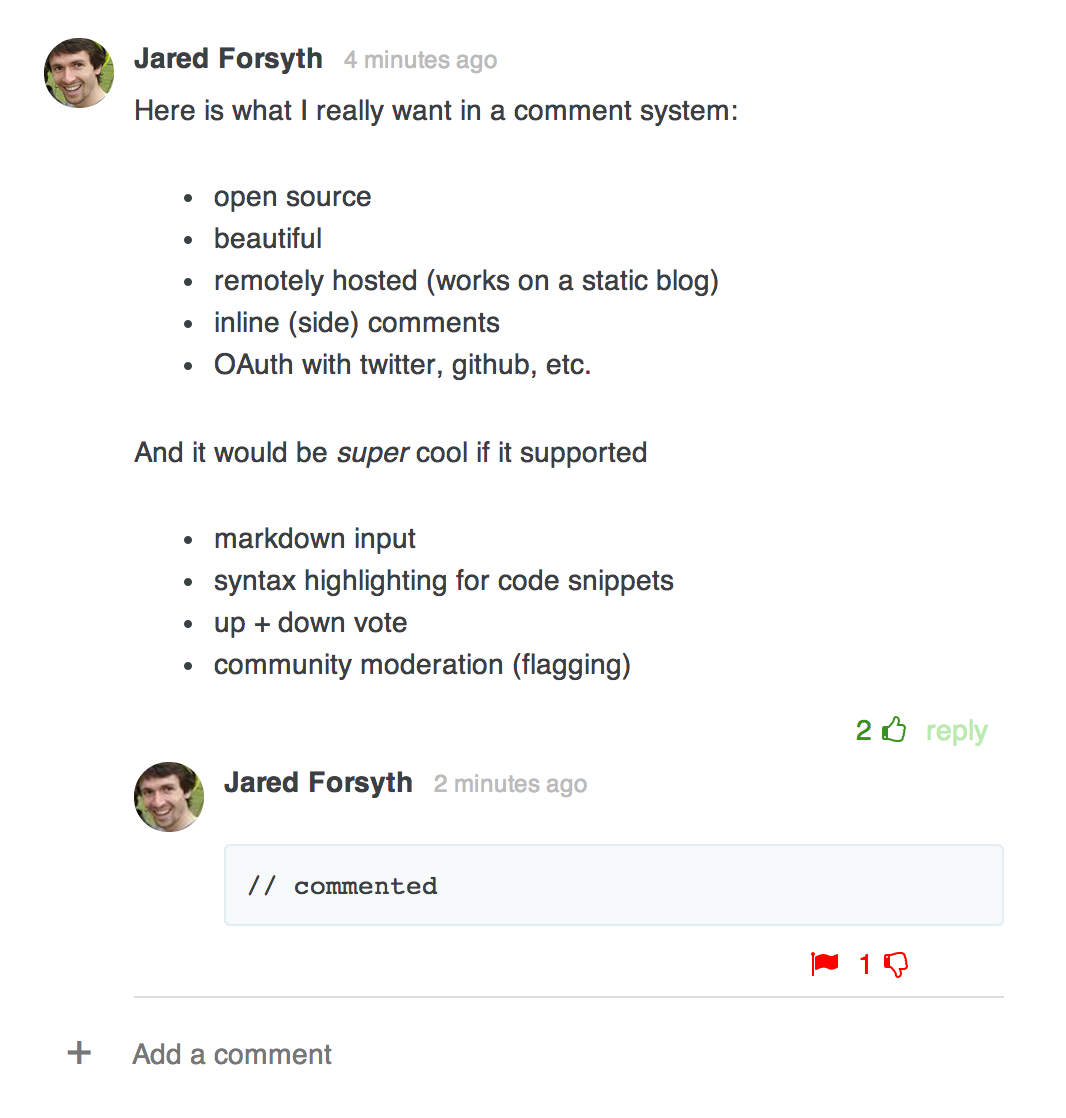 Jared Forsyth 4 minutes ago
Here is what I really want in a comment system:
• open source
• beautiful
• remotely hosted (works on a static blog)
• inline (side) comments
• OAuth with twitter, github, etc.
And it would be super cool if it supported
• markdown input
• syntax highlighting for code snippets
• up + down vote
• community moderation (flagging)
2 reply
Jared Forsyth 2 minutes ago
// commented
1
+ Add a comment